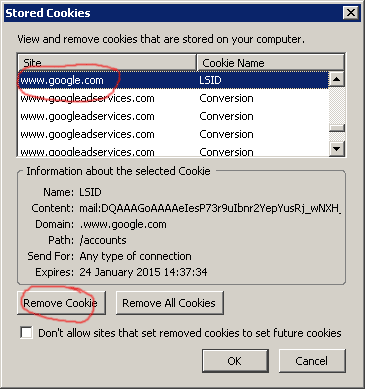 Stored Cookies
View and remove cookies that are stored on your computer.
Site Cookie Name
www.google.com LSID
www.googleadservices.com Conversion
www.googleadservices.com Conversion
www.googleadservices.com Conversion
www.googleadservices.com Conversion
Information about the selected Cookie
Name: LSID
Content: mail:DQAAAGoAAAAeIesP73r9uIbnr2YepYusRj_wNXH_
Domain: .www.google.com
Path: /accounts
Send For: Any type of connection
Expires: 24 January 2015 14:37:34
Remove Cookie Remove All Cookies
Don't allow sites that set removed cookies to set future cookies
OK Cancel